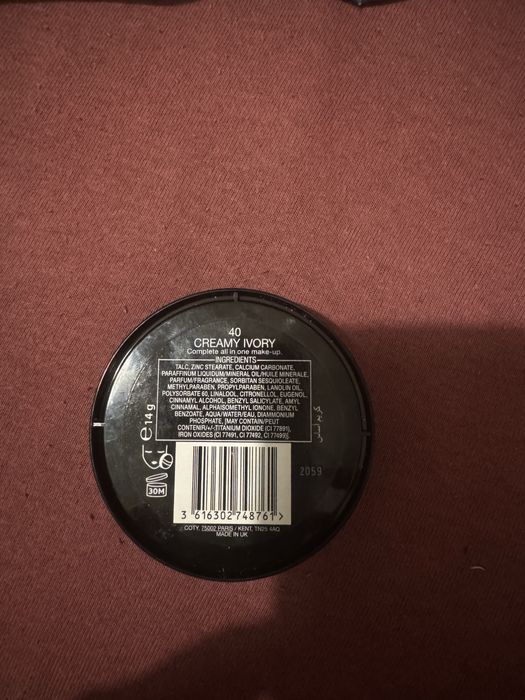 40
CREAMY IVORY
Complete all in one make-up.
INGREDIENTS
TALC, ZINC STEARATE, CALCIUM CARBONATE,
PARAFFINUM LIQUIDUM/MINERAL OIL/HUILE MINERALE,
PARFUM/FRAGRANCE, SORBITAN SESQUIOLEATE,
METHYLPARABEN, PROPYLPARABEN, LANOLIN OIL,
POLYSORBATE 60, LINALOOL, CITRONELLOL, EUGENOL,
CINNAMYL ALCOHOL, BENZYL SALICYLATE, AMYL
CINNAMAL, ALPHAISOMETHYL IONONE, BENZYL
BENZOATE, AQUA/WATER/EAU, DIAMMONIUM
PHOSPHATE, [MAY CONTAIN/PEUT
CONTENIR/+/-:TITANIUM DIOXIDE (CI 77891),
IRON OXIDES (CI 77491, CI 77492, CI 77499)].
e 14 g
30M
2059
3 616302 748761 >
COTY. 75002 PARIS / KENT, TN25 4AQ
MADE IN UK